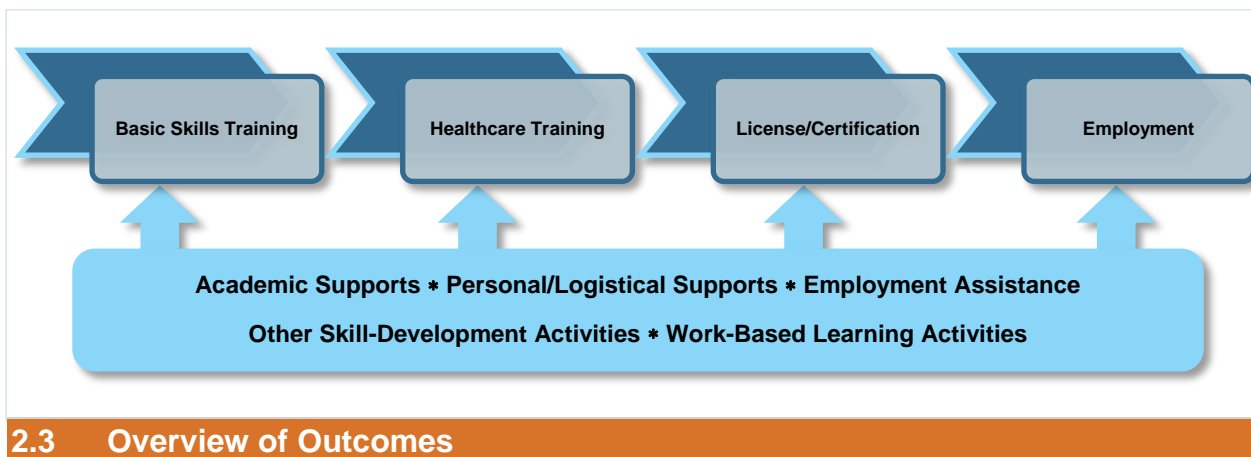 Basic Skills Training
Healthcare Training
License/Certification
Employment
Academic Supports * Personal/Logistical Supports * Employment Assistance
Other Skill-Development Activities * Work-Based Learning Activities
2.3 Overview of Outcomes